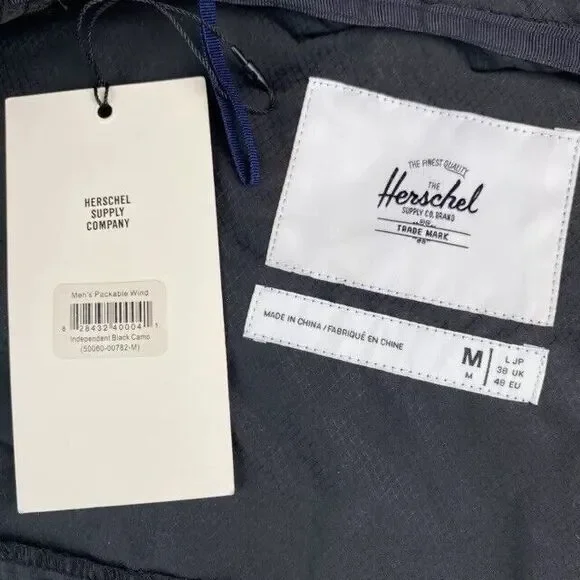 HERSCHEL
SUPPLY
COMPANY
Men's Packable Wind
8 28432 40004 1
Independent Black Camo
(50060-00782-M)
THE FINEST QUALITY
THE
Herschel
SUPPLY CO. BRAND
TRADE MARK
MADE IN CHINA / FABRIQUÉ EN CHINE
M
M
L JP
38 UK
48 EU